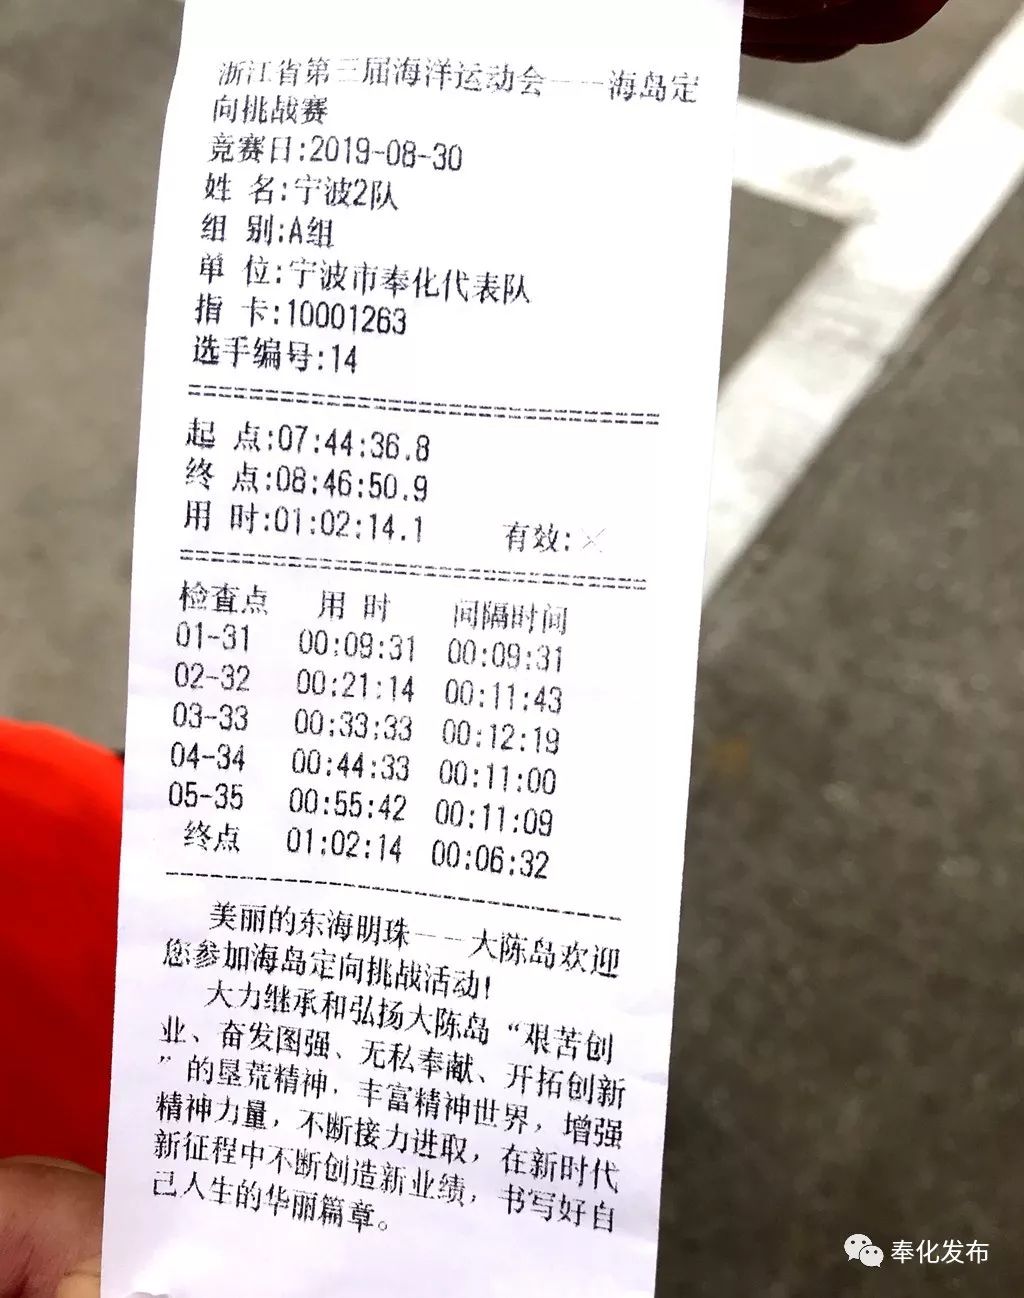 浙江省第三届海洋运动会——海岛定
向挑战赛
竞赛日:2019-08-30
姓 名:宁波2队
组 别:A组
单 位:宁波市奉化代表队
指 卡:10001263
选手编号:14
起 点:07:44:36.8
终 点:08:46:50.9
用 时:01:02:14.1 有效:×
检查点 用 时 间隔时间
01-31 00:09:31 00:09:31
02-32 00:21:14 00:11:43
03-33 00:33:33 00:12:19
04-34 00:44:33 00:11:00
05-35 00:55:42 00:11:09
终点 01:02:14 00:06:32
美丽的东海明珠——大陈岛欢迎
您参加海岛定向挑战活动!
大力继承和弘扬大陈岛“艰苦创
业、奋发图强、无私奉献、开拓创新
”的垦荒精神，丰富精神世界，增强
精神力量，不断接力进取，在新时代
新征程中不断创造新业绩，书写好自
己人生的华丽篇章。
奉化发布